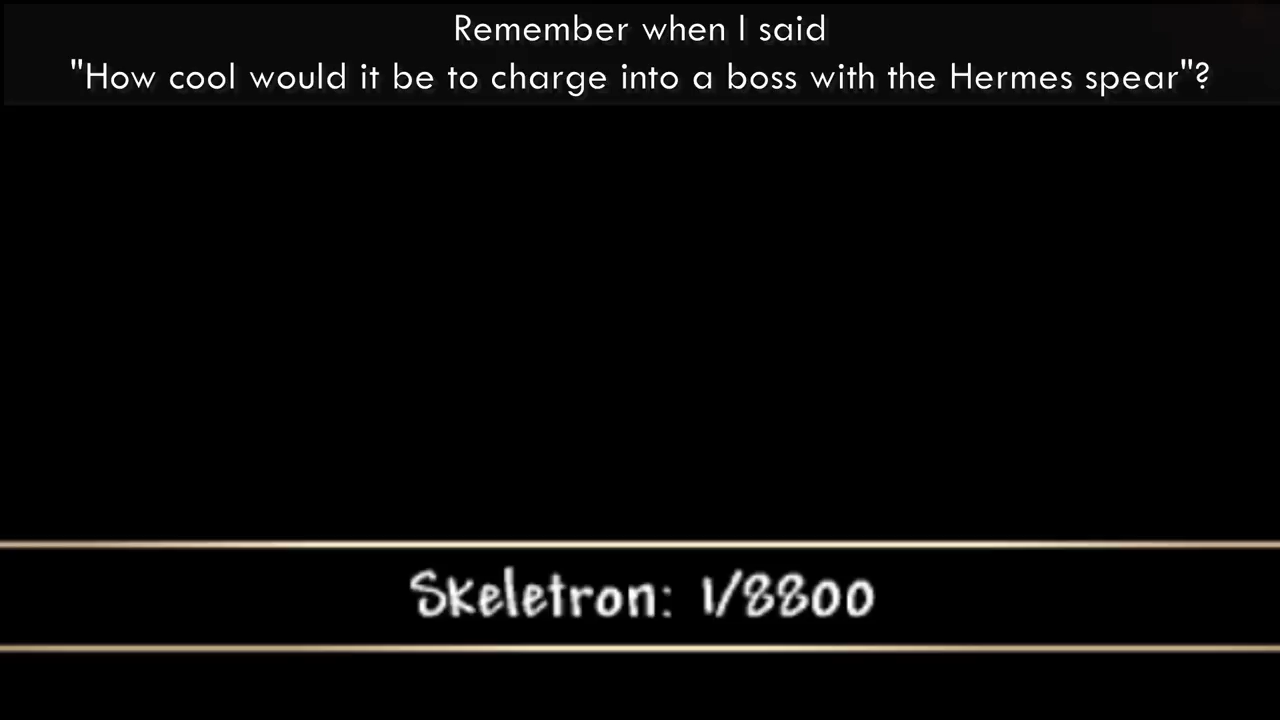 Remember when I said
"How cool would it be to charge into a boss with the Hermes spear"?
Skeletron: 1/8800